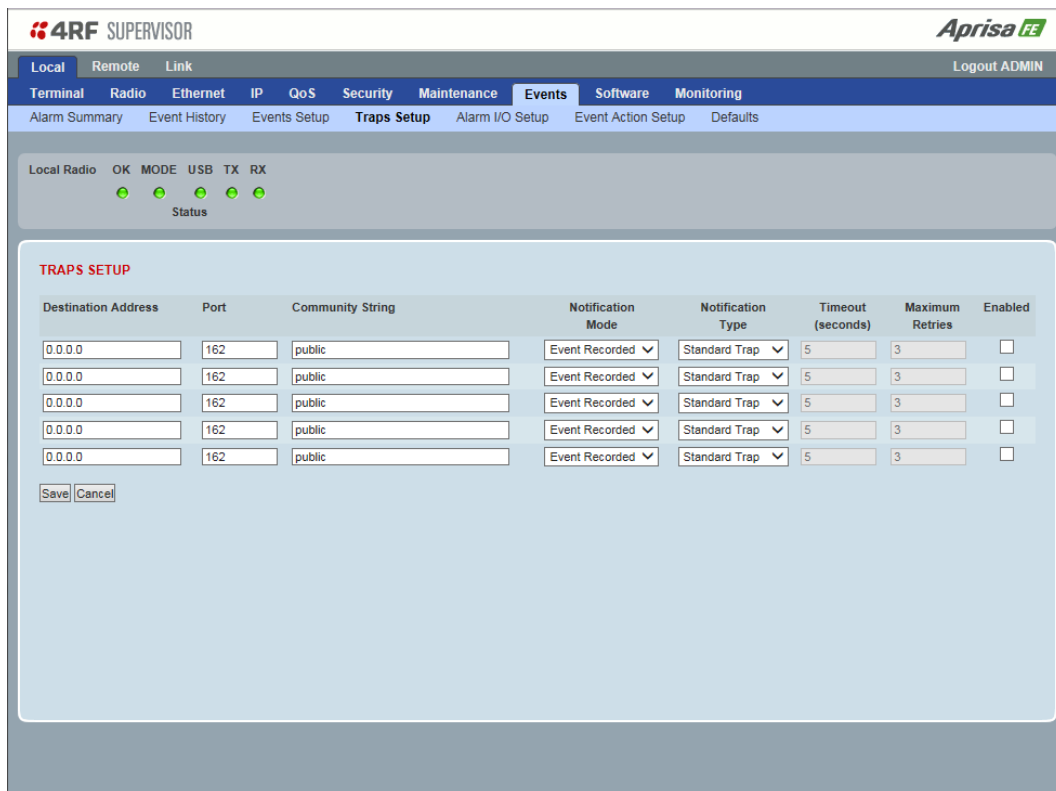 4RF SUPERVISOR
Aprisa FE
Local Remote Link Logout ADMIN
Terminal Radio Ethernet IP QoS Security Maintenance Events Software Monitoring
Alarm Summary Event History Events Setup Traps Setup Alarm I/O Setup Event Action Setup Defaults
Local Radio OK MODE USB TX RX
Status
TRAPS SETUP
Destination Address Port Community String Notification Mode Notification Type Timeout (seconds) Maximum Retries Enabled
0.0.0.0 162 public Event Recorded Standard Trap 5 3
0.0.0.0 162 public Event Recorded Standard Trap 5 3
0.0.0.0 162 public Event Recorded Standard Trap 5 3
0.0.0.0 162 public Event Recorded Standard Trap 5 3
0.0.0.0 162 public Event Recorded Standard Trap 5 3
Save Cancel